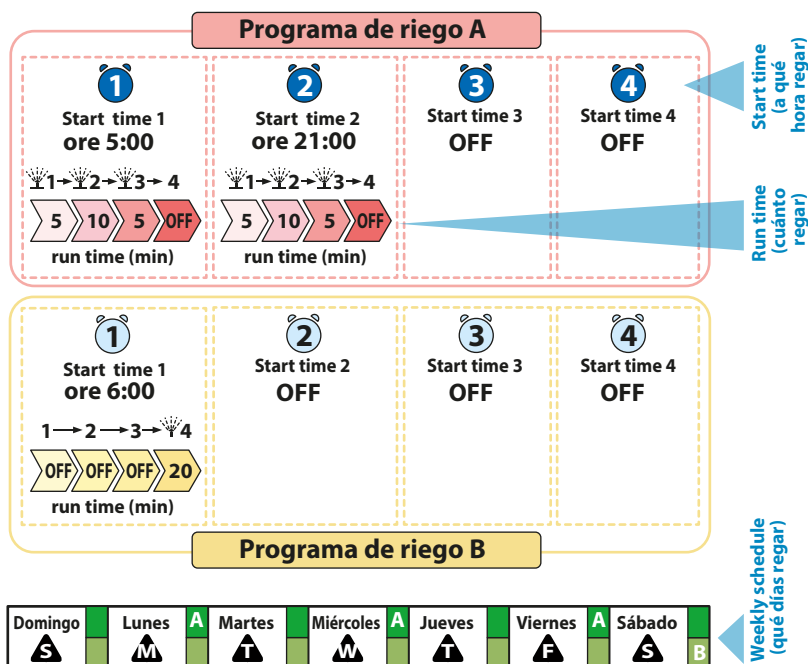 Programa de riego A
1
Start time 1
ore 5:00
1 2 3 4
5 10 5 OFF
run time (min)
2
Start time 2
ore 21:00
1 2 3 4
5 10 5 OFF
run time (min)
3
Start time 3
OFF
4
Start time 4
OFF
Start time
(a qué
hora regar)
Run time
(cuánto
regar)
1
Start time 1
ore 6:00
1 2 3 4
OFF OFF OFF 20
run time (min)
2
Start time 2
OFF
3
Start time 3
OFF
4
Start time 4
OFF
Programa de riego B
Weekly schedule
(qué días regar)
Domingo Lunes A Martes Miércoles A Jueves Viernes A Sábado
S M T W T F S B